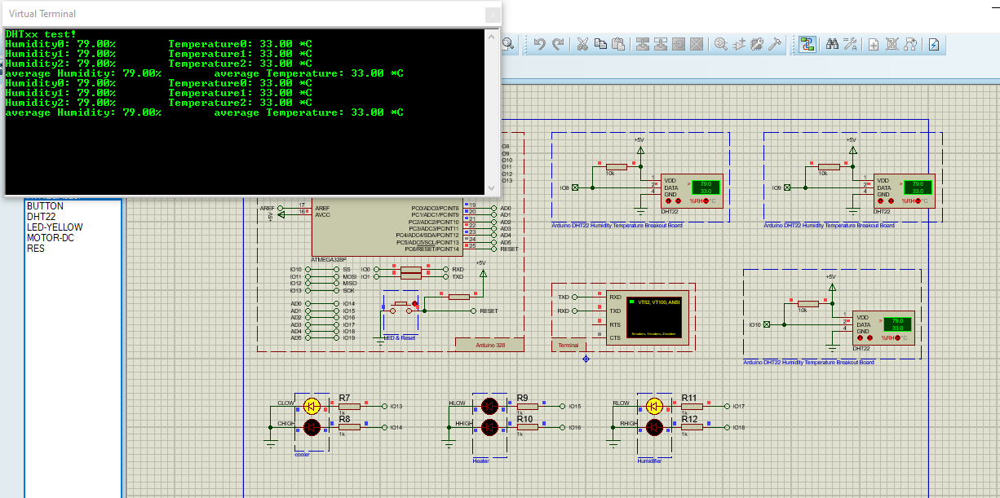 Virtual Terminal
DHTxx test!
Humidity0: 79.00% Temperature0: 33.00 *C
Humidity1: 79.00% Temperature1: 33.00 *C
Humidity2: 79.00% Temperature2: 33.00 *C
average Humidity: 79.00% average Temperature: 33.00 *C
Humidity0: 79.00% Temperature0: 33.00 *C
Humidity1: 79.00% Temperature1: 33.00 *C
Humidity2: 79.00% Temperature2: 33.00 *C
average Humidity: 79.00% average Temperature: 33.00 *C
BUTTON
DHT22
LED-YELLOW
MOTOR-DC
RES
IO8
IO9
IO10
IO11
IO12
IO13
AREF
+5V
17
16
AREF
AVCC
PC0/ADC0/PCINT8
PC1/ADC1/PCINT9
PC2/ADC2/PCINT10
PC3/ADC3/PCINT11
PC4/ADC4/SDA/PCINT12
PC5/ADC5/SCL/PCINT13
PC6/RESET/PCINT14
19
20
21
22
23
24
25
AD0
AD1
AD2
AD3
AD4
AD5
RESET
ATMEGA328P
IO10 SS
IO11 MOSI
IO12 MISO
IO13 SCK
AD0 IO14
AD1 IO15
AD2 IO16
AD3 IO17
AD4 IO18
AD5 IO19
IO0 RXD
IO1 TXD
+5V
RESET
LED & Reset
Arduino 328
+5V
10k
IO8
1
2
4
VDD
DATA
GND
79.0
33.0
>
%RH
°C
DHT22
Arduino DHT22 Humidity Temperature Breakout Board
+5V
10k
IO9
1
2
4
VDD
DATA
GND
79.0
33.0
>
%RH
°C
DHT22
Arduino DHT22 Humidity Temperature Breakout Board
+5V
10k
IO10
1
2
4
VDD
DATA
GND
79.0
33.0
>
%RH
°C
DHT22
Arduino DHT22 Humidity Temperature Breakout Board
TXD
RXD
RXD
TXD
RTS
CTS
VT52, VT100, ANSI
Xmodem, Ymodem, Zmodem
Terminal
CLOW
CHIGH
R7
1k
IO13
R8
1k
IO14
cooler
HLOW
HHIGH
R9
1k
IO15
R10
1k
IO16
Heater
RLOW
RHIGH
R11
1k
IO17
R12
1k
IO18
Humidifier